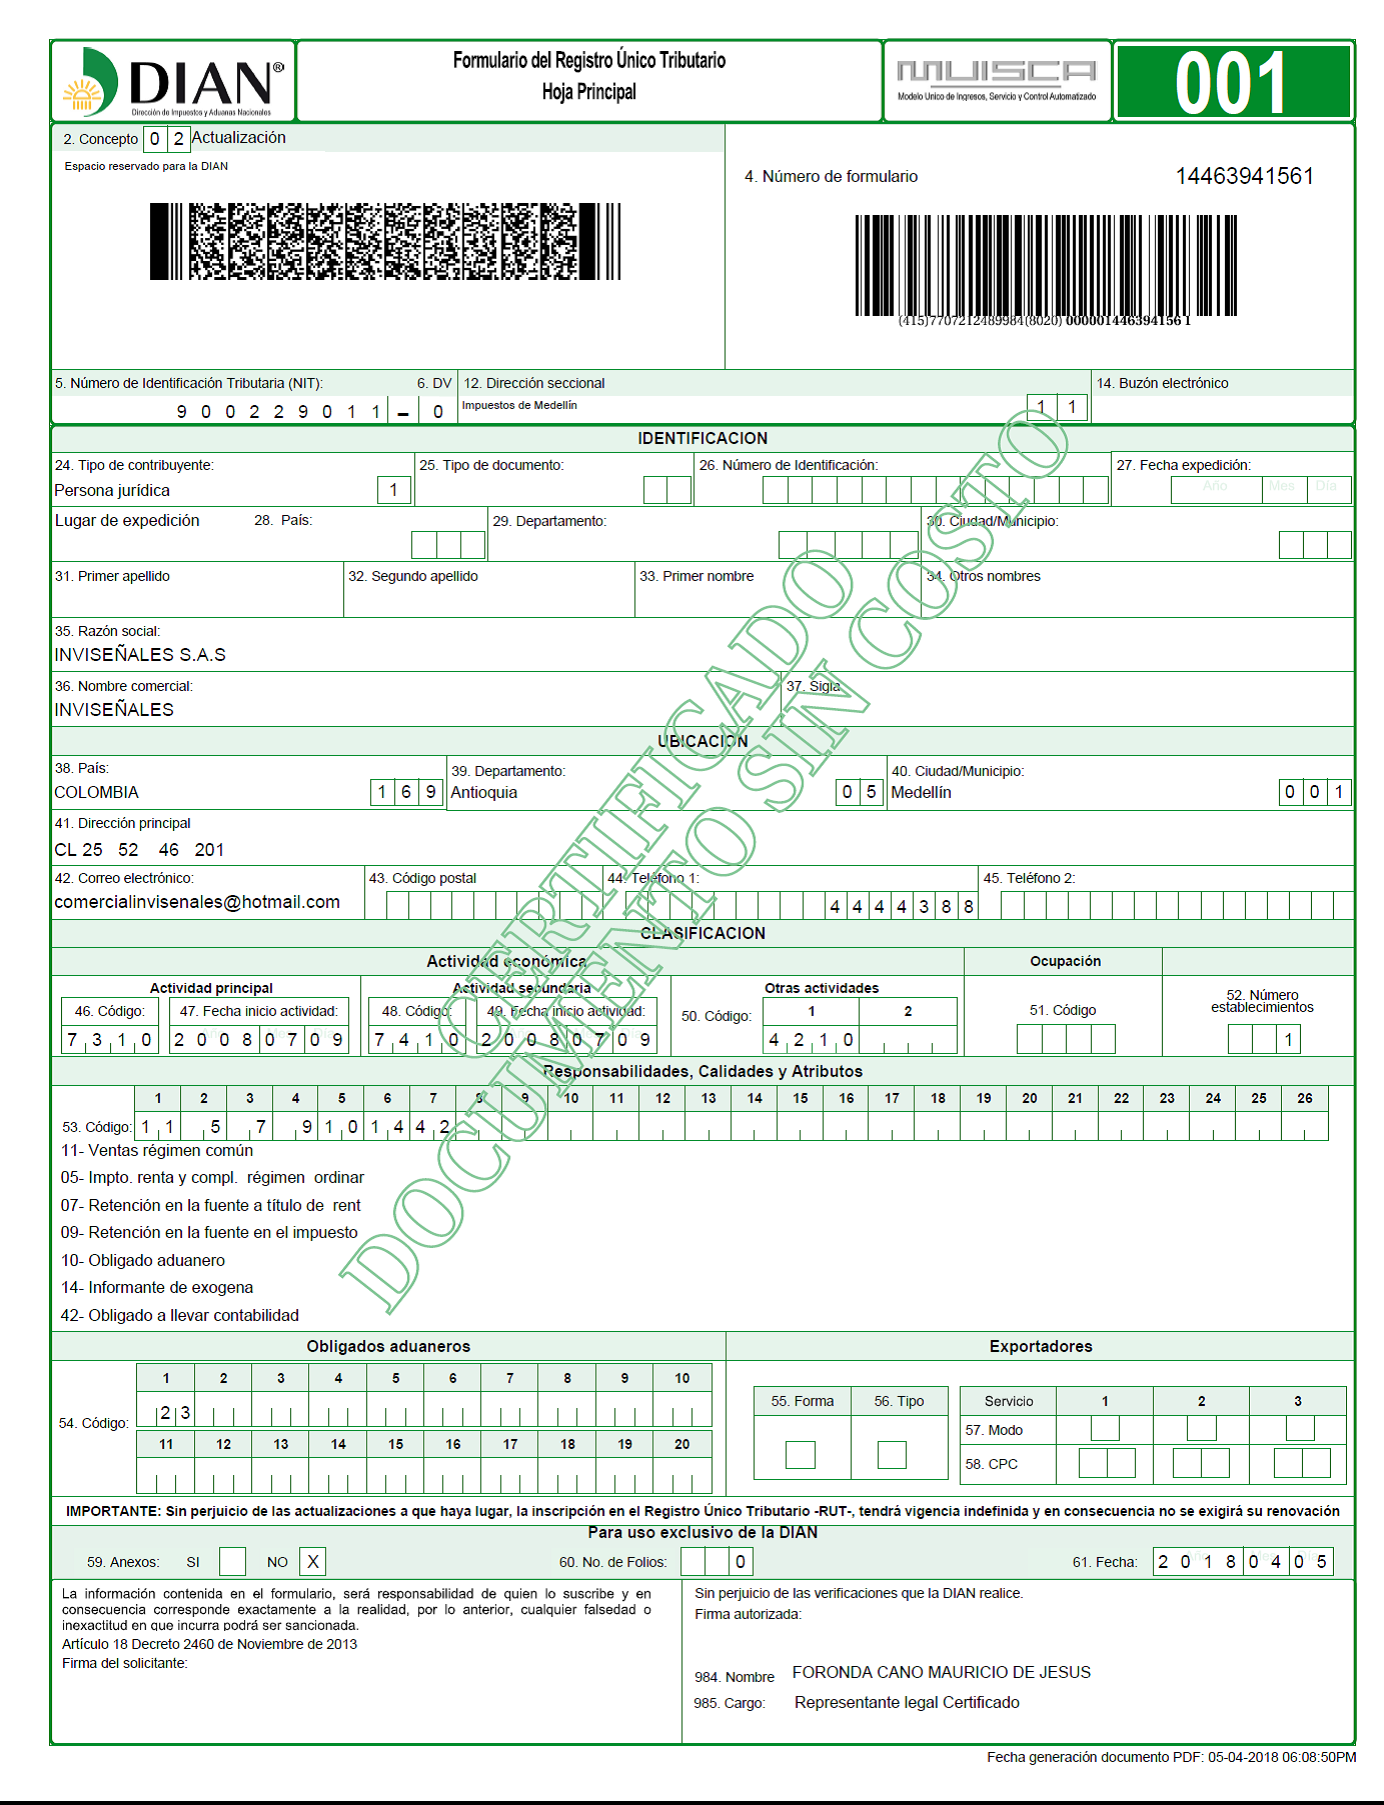 DIAN®
Dirección de Impuestos y Aduanas Nacionales
Formulario del Registro Único Tributario
Hoja Principal
MUISCA
Modelo Unico de Ingresos, Servicio y Control Automatizado
001
2. Concepto 0 2 Actualización
Espacio reservado para la DIAN
4. Número de formulario 14463941561
(415)7707212489984(8020) 000001446394156 1
5. Número de Identificación Tributaria (NIT): 6. DV 12. Dirección seccional 14. Buzón electrónico
9 0 0 2 2 9 0 1 1 - 0 Impuestos de Medellín 1 1
IDENTIFICACION
24. Tipo de contribuyente: 25. Tipo de documento: 26. Número de Identificación: 27. Fecha expedición:
Persona jurídica 1 Año Mes Día
Lugar de expedición 28. País: 29. Departamento: 30. Ciudad/Municipio:
31. Primer apellido 32. Segundo apellido 33. Primer nombre 34. Otros nombres
35. Razón social:
INVISEÑALES S.A.S
36. Nombre comercial: 37. Sigla
INVISEÑALES
UBICACION
38. País: 39. Departamento: 40. Ciudad/Municipio:
COLOMBIA 1 6 9 Antioquia 0 5 Medellín 0 0 1
41. Dirección principal
CL 25 52 46 201
42. Correo electrónico: 43. Código postal 44. Teléfono 1: 45. Teléfono 2:
comercialinvisenales@hotmail.com 4 4 4 4 3 8 8
CLASIFICACION
Actividad económica Ocupación
Actividad principal Actividad secundaria Otras actividades 52. Número establecimientos
46. Código: 47. Fecha inicio actividad: 48. Código: 49. Fecha inicio actividad: 50. Código: 1 2 51. Código
7 3 1 0 2 0 0 8 0 7 0 9 7 4 1 0 2 0 0 8 0 7 0 9 4 2 1 0 1
Responsabilidades, Calidades y Atributos
1 2 3 4 5 6 7 8 9 10 11 12 13 14 15 16 17 18 19 20 21 22 23 24 25 26
53. Código: 1 1 5 7 9 1 0 1 4 4 2
11- Ventas régimen común
05- Impto. renta y compl. régimen ordinar
07- Retención en la fuente a título de rent
09- Retención en la fuente en el impuesto
10- Obligado aduanero
14- Informante de exogena
42- Obligado a llevar contabilidad
CERTIFICADO
DOCUMENTO SIN COSTO
Obligados aduaneros Exportadores
1 2 3 4 5 6 7 8 9 10
54. Código: 2 3
11 12 13 14 15 16 17 18 19 20
55. Forma 56. Tipo Servicio 1 2 3
57. Modo
58. CPC
IMPORTANTE: Sin perjuicio de las actualizaciones a que haya lugar, la inscripción en el Registro Único Tributario -RUT-, tendrá vigencia indefinida y en consecuencia no se exigirá su renovación
Para uso exclusivo de la DIAN
59. Anexos: SI NO X 60. No. de Folios: 0 61. Fecha: 2 0 1 8 0 4 0 5
La información contenida en el formulario, será responsabilidad de quien lo suscribe y en
consecuencia corresponde exactamente a la realidad, por lo anterior, cualquier falsedad o
inexactitud en que incurra podrá ser sancionada.
Artículo 18 Decreto 2460 de Noviembre de 2013
Firma del solicitante:
Sin perjuicio de las verificaciones que la DIAN realice.
Firma autorizada:
984. Nombre FORONDA CANO MAURICIO DE JESUS
985. Cargo: Representante legal Certificado
Fecha generación documento PDF: 05-04-2018 06:08:50PM